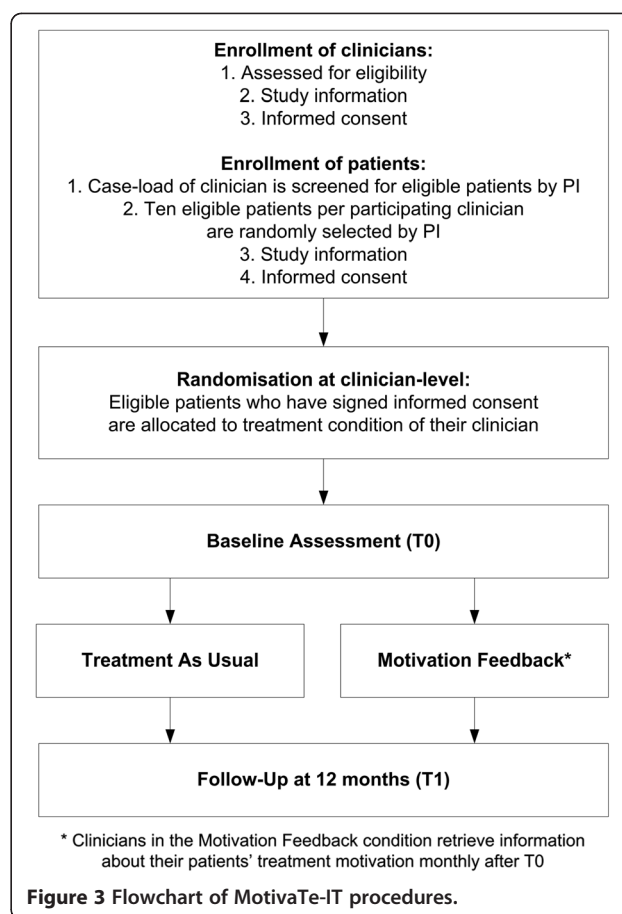 Enrollment of clinicians:
1. Assessed for eligibility
2. Study information
3. Informed consent
Enrollment of patients:
1. Case-load of clinician is screened for eligible patients by PI
2. Ten eligible patients per participating clinician
are randomly selected by PI
3. Study information
4. Informed consent
Randomisation at clinician-level:
Eligible patients who have signed informed consent
are allocated to treatment condition of their clinician
Baseline Assessment (T0)
Treatment As Usual
Motivation Feedback*
Follow-Up at 12 months (T1)
* Clinicians in the Motivation Feedback condition retrieve information
about their patients’ treatment motivation monthly after T0
Figure 3 Flowchart of MotivaTe-IT procedures.